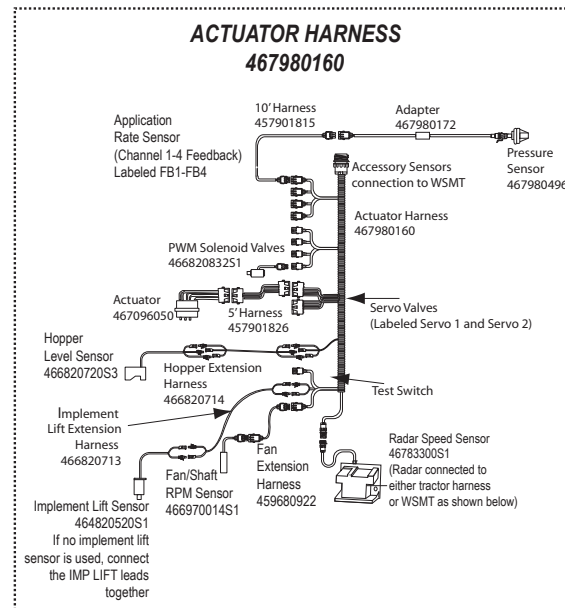 ACTUATOR HARNESS
467980160
10’ Harness
457901815
Adapter
467980172
Application
Rate Sensor
(Channel 1-4 Feedback)
Labeled FB1-FB4
Pressure
Sensor
467980496
Accessory Sensors
connection to WSMT
Actuator Harness
467980160
PWM Solenoid Valves
466820832S1
Actuator
467096050
5’ Harness
457901826
Servo Valves
(Labeled Servo 1 and Servo 2)
Hopper
Level Sensor
466820720S3
Hopper Extension
Harness
466820714
Test Switch
Implement
Lift Extension
Harness
466820713
Fan/Shaft
RPM Sensor
466970014S1
Fan
Extension
Harness
459680922
Radar Speed Sensor
46783300S1
(Radar connected to
either tractor harness
or WSMT as shown below)
Implement Lift Sensor
464820520S1
If no implement lift
sensor is used, connect
the IMP LIFT leads
together